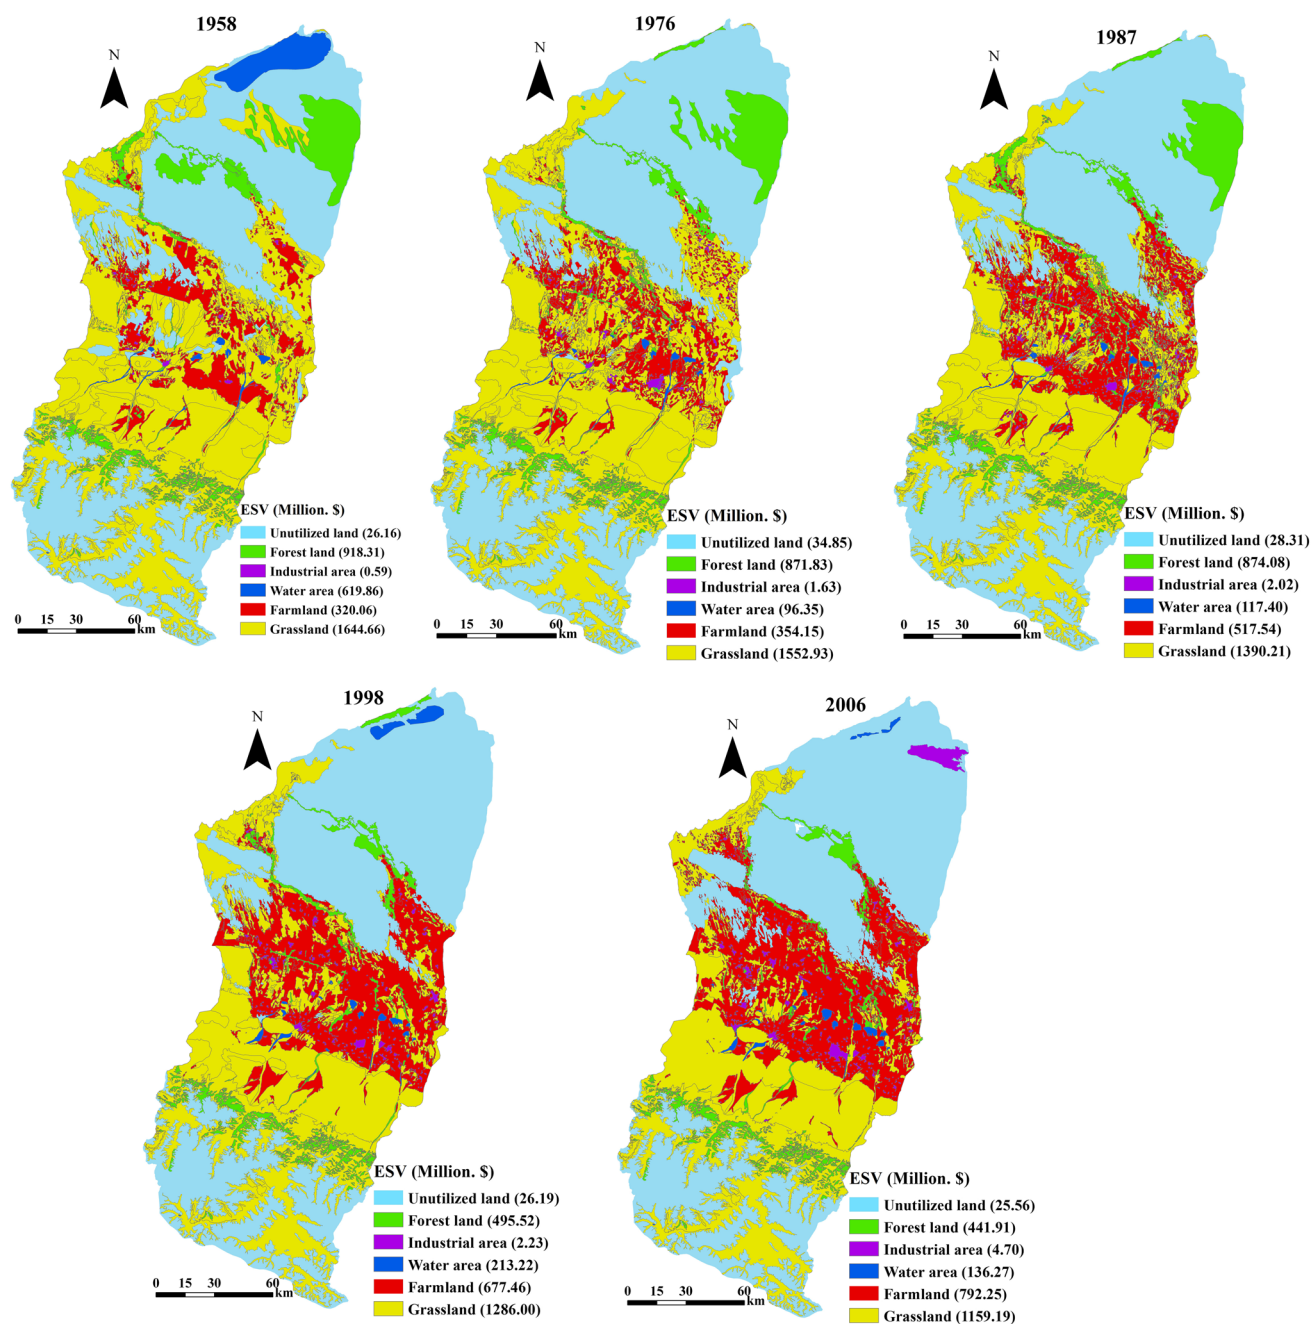 1958
N
ESV (Million. $)
Unutilized land (26.16)
Forest land (918.31)
Industrial area (0.59)
Water area (619.86)
Farmland (320.06)
Grassland (1644.66)
0 15 30 60
km
1976
N
ESV (Million. $)
Unutilized land (34.85)
Forest land (871.83)
Industrial area (1.63)
Water area (96.35)
Farmland (354.15)
Grassland (1552.93)
0 15 30 60
km
1987
N
ESV (Million. $)
Unutilized land (28.31)
Forest land (874.08)
Industrial area (2.02)
Water area (117.40)
Farmland (517.54)
Grassland (1390.21)
0 15 30 60
km
1998
N
ESV (Million. $)
Unutilized land (26.19)
Forest land (495.52)
Industrial area (2.23)
Water area (213.22)
Farmland (677.46)
Grassland (1286.00)
0 15 30 60
km
2006
N
ESV (Million. $)
Unutilized land (25.56)
Forest land (441.91)
Industrial area (4.70)
Water area (136.27)
Farmland (792.25)
Grassland (1159.19)
0 15 30 60
km